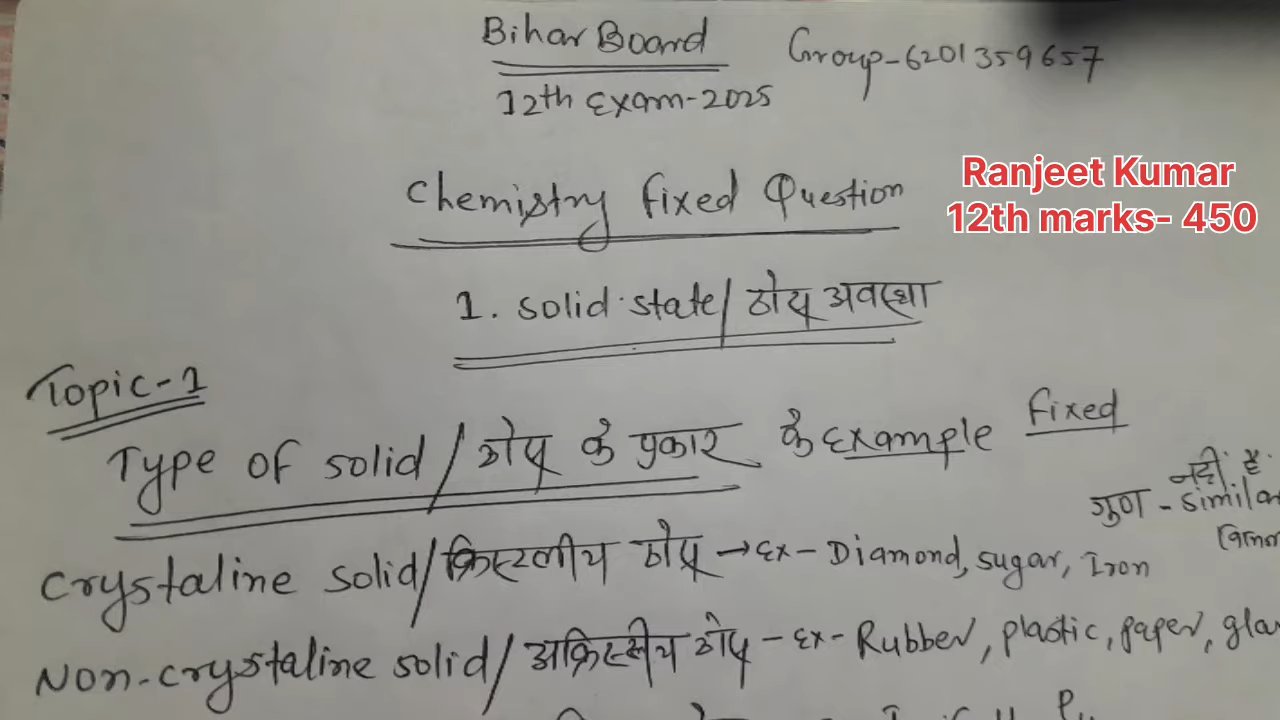 Bihar Board
Group-6201359657
12th Exam-2025
Ranjeet Kumar
12th marks- 450
Chemistry fixed Question
1. solid state/ठोस अवस्था
Topic-1
Type of solid/ठोस के प्रकार के Example fixed
नहीं है
गुण - similar
Crystaline solid/क्रिस्टलीय ठोस →Ex- Diamond, sugar, Iron
Non-crystaline solid/अक्रिस्टलीय ठोस - Ex- Rubber, plastic, paper, gla